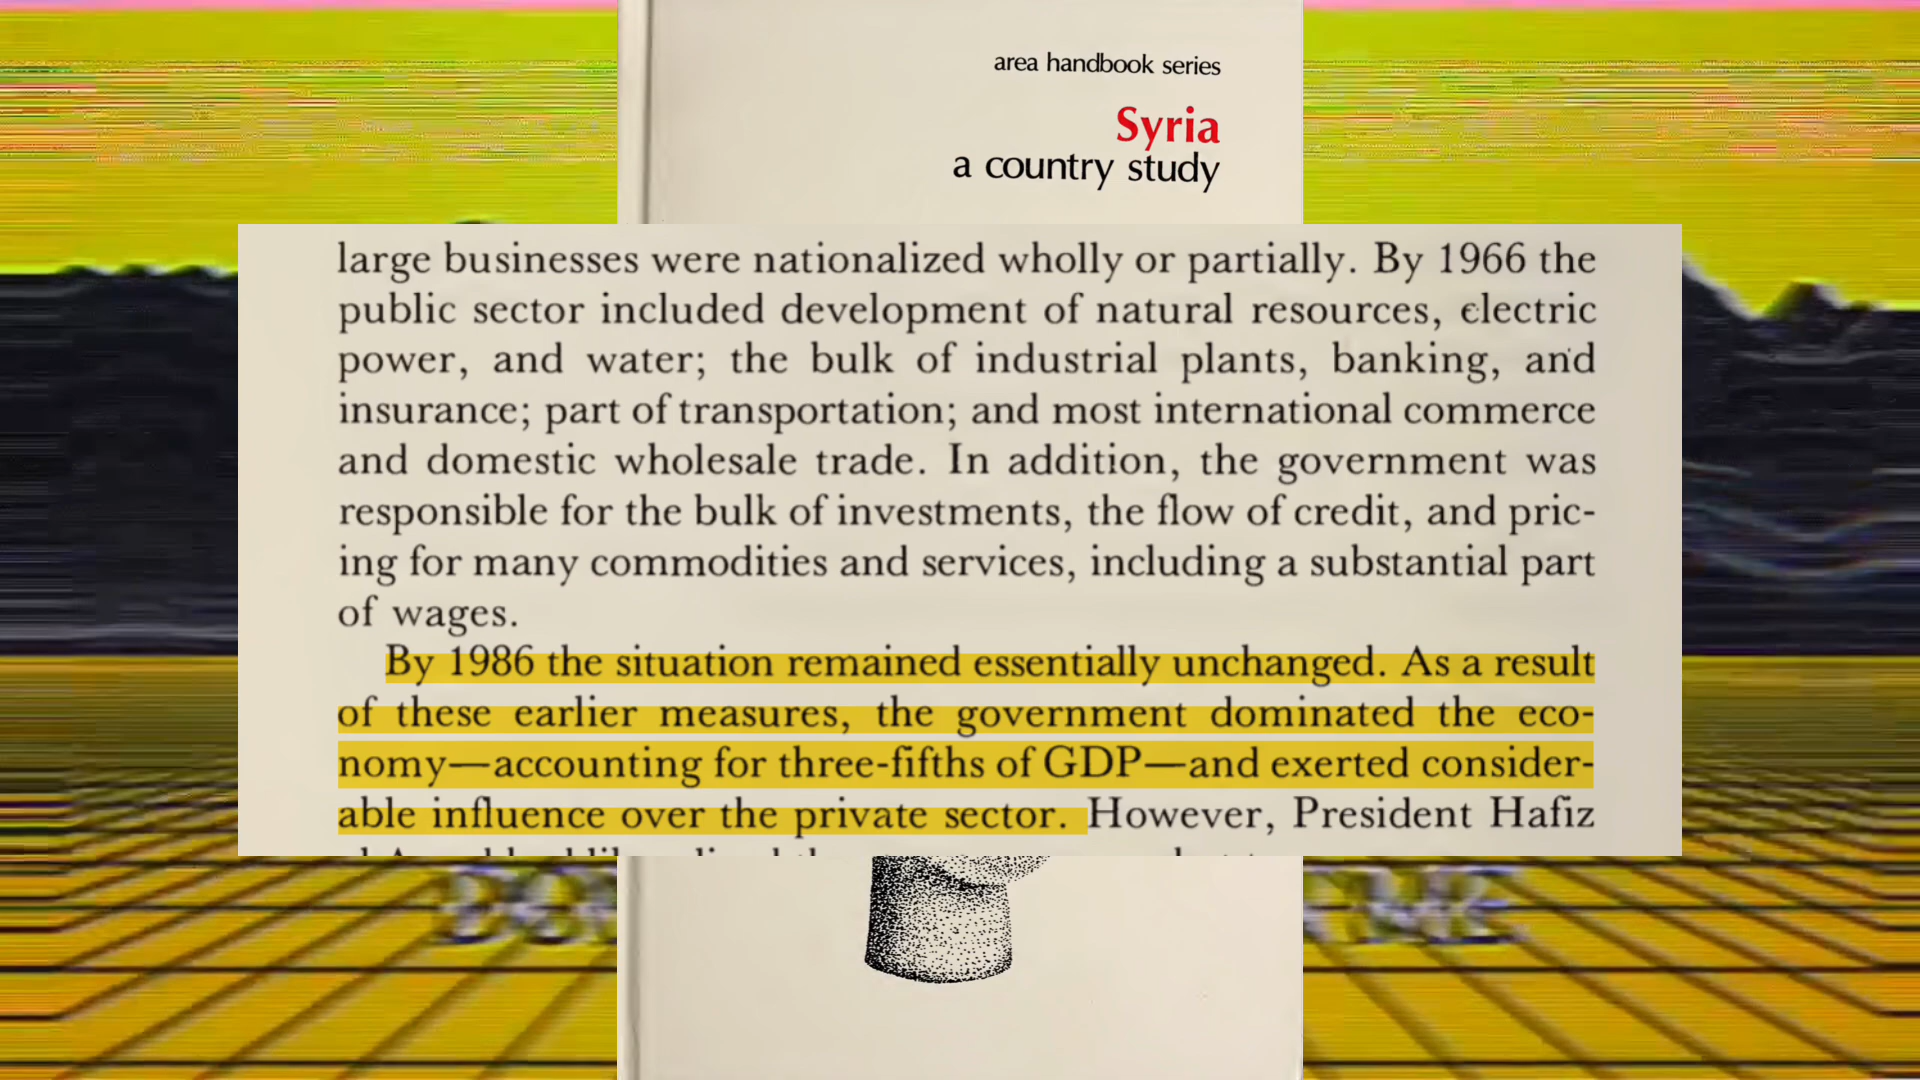 area handbook series
Syria
a country study
large businesses were nationalized wholly or partially. By 1966 the
public sector included development of natural resources, electric
power, and water; the bulk of industrial plants, banking, and
insurance; part of transportation; and most international commerce
and domestic wholesale trade. In addition, the government was
responsible for the bulk of investments, the flow of credit, and pric-
ing for many commodities and services, including a substantial part
of wages.
By 1986 the situation remained essentially unchanged. As a result
of these earlier measures, the government dominated the eco-
nomy—accounting for three-fifths of GDP—and exerted consider-
able influence over the private sector. However, President Hafiz